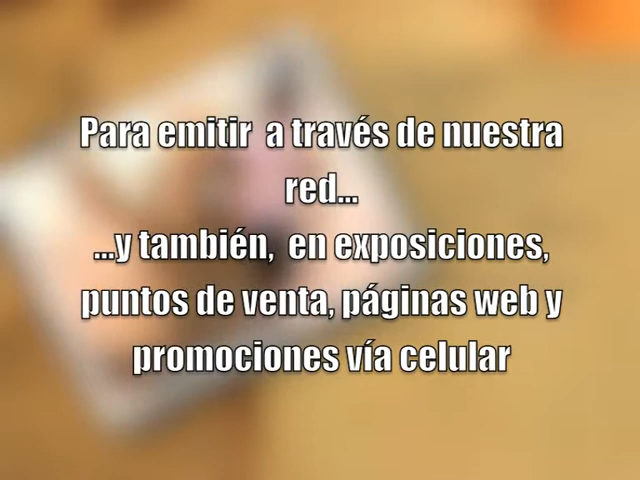 Para emitir a través de nuestra
red...
...y también, en exposiciones,
puntos de venta, páginas web y
promociones vía celular